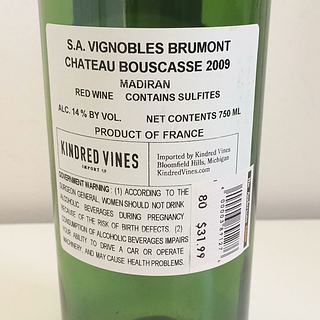 S.A. VIGNOBLES BRUMONT
CHATEAU BOUSCASSE 2009
MADIRAN
RED WINE CONTAINS SULFITES
ALC. 14 % BY VOL. NET CONTENTS 750 ML
PRODUCT OF FRANCE
KINDRED VINES
IMPORT CO
Imported by Kindred Vines
Bloomfield Hills, Michigan
KindredVines.com
GOVERNMENT WARNING: (1) ACCORDING TO THE
SURGEON GENERAL, WOMEN SHOULD NOT DRINK
ALCOHOLIC BEVERAGES DURING PREGNANCY
BECAUSE OF THE RISK OF BIRTH DEFECTS. (2)
CONSUMPTION OF ALCOHOLIC BEVERAGES IMPAIRS
YOUR ABILITY TO DRIVE A CAR OR OPERATE
MACHINERY, AND MAY CAUSE HEALTH PROBLEMS.
80 $31.99